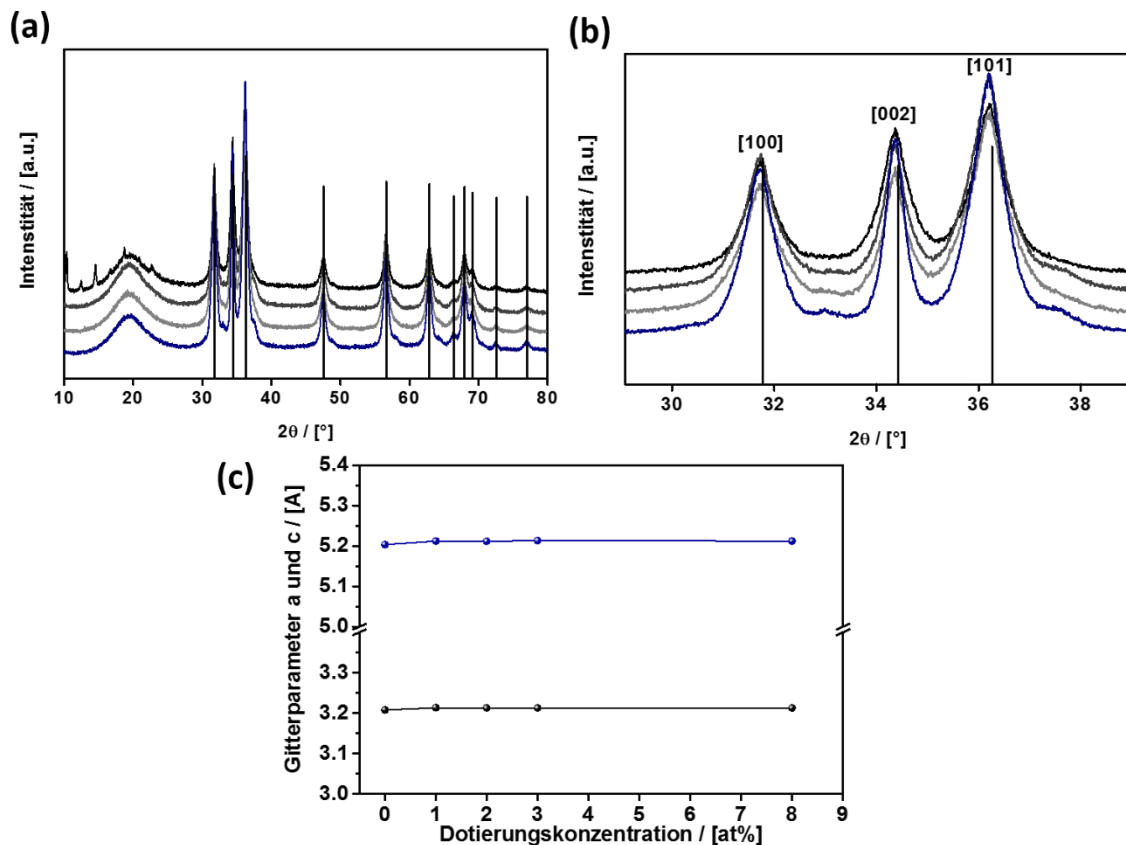 (a)
Intenstität / [a.u.]
10 20 30 40 50 60 70 80
2θ / [°]
(b)
[100]
[002]
[101]
Intenstität / [a.u.]
30 32 34 36 38
2θ / [°]
(c)
Gitterparameter a und c / [A]
5.4
5.3
5.2
5.1
5.0
3.3
3.2
3.1
3.0
0 1 2 3 4 5 6 7 8 9
Dotierungskonzentration / [at%]